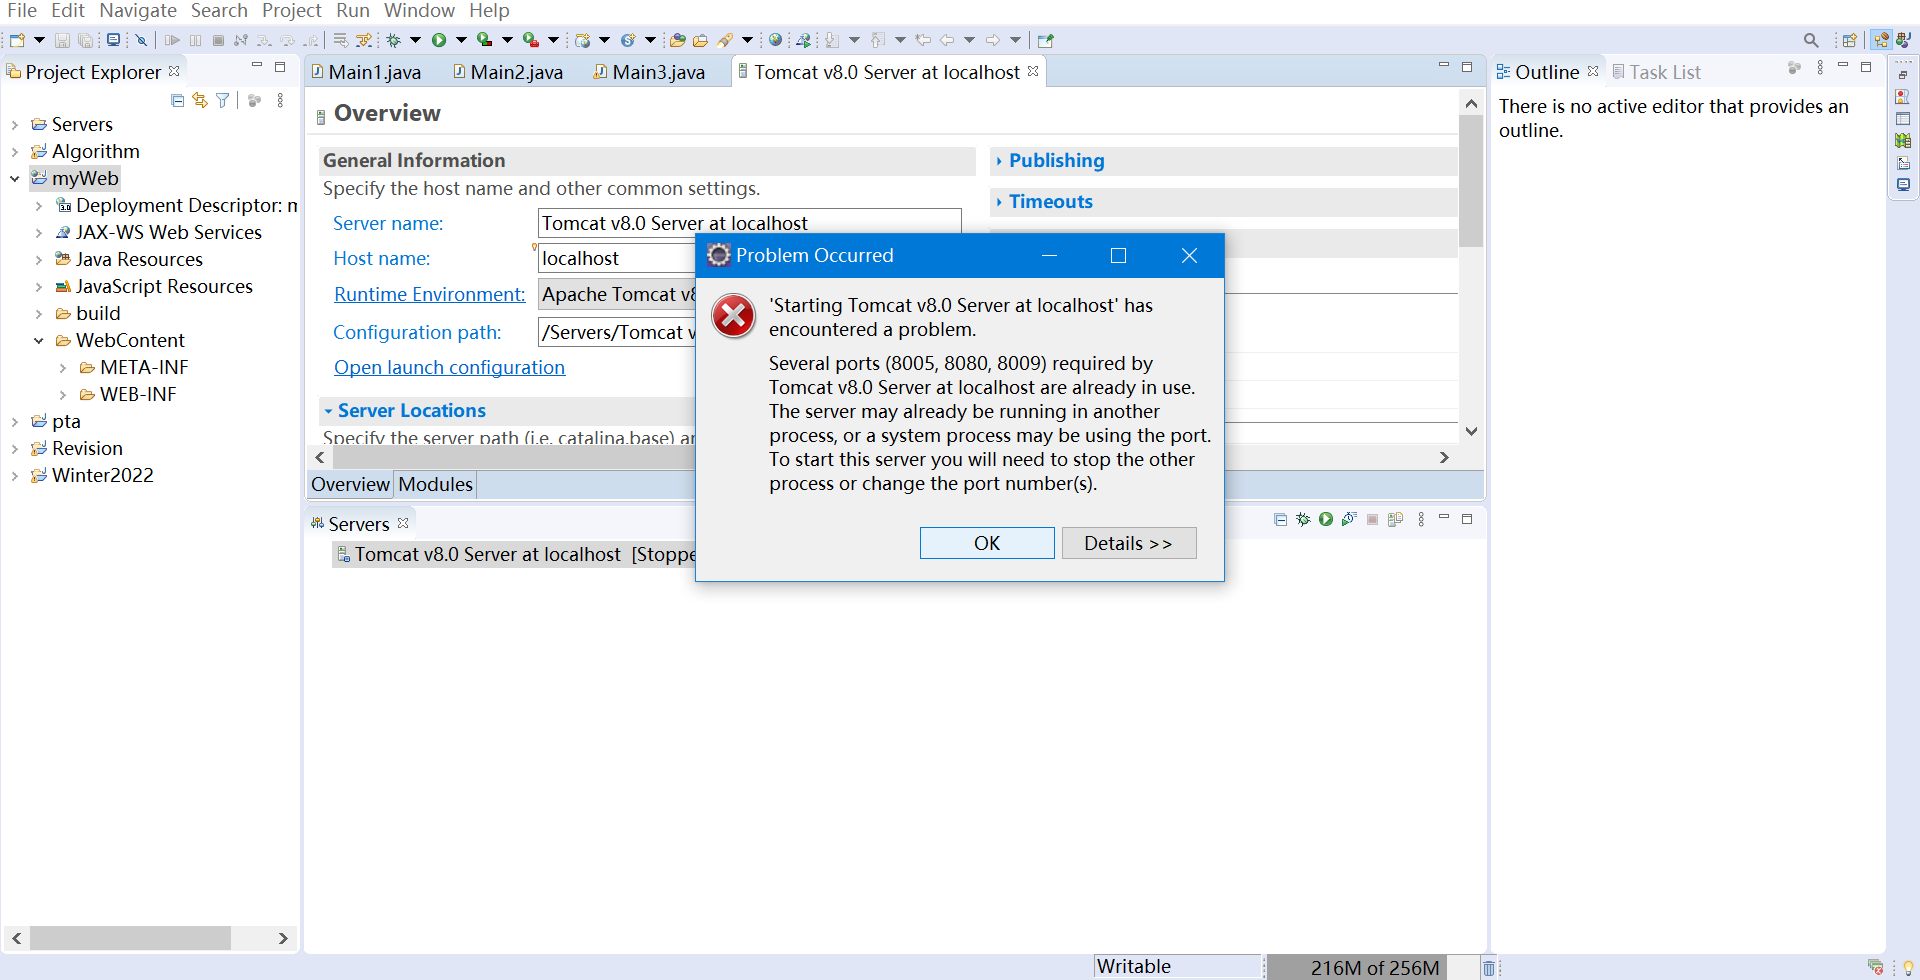 File Edit Navigate Search Project Run Window Help
Project Explorer
Servers
Algorithm
myWeb
Deployment Descriptor: m
JAX-WS Web Services
Java Resources
JavaScript Resources
build
WebContent
META-INF
WEB-INF
pta
Revision
Winter2022
Main1.java
Main2.java
Main3.java
Tomcat v8.0 Server at localhost
Overview
General Information
Specify the host name and other common settings.
Server name:
Tomcat v8.0 Server at localhost
Host name:
localhost
Runtime Environment:
Apache Tomcat v8
Configuration path:
/Servers/Tomcat v
Open launch configuration
Server Locations
Specify the server path (i.e. catalina.base) ar
Publishing
Timeouts
Overview
Modules
Problem Occurred
'Starting Tomcat v8.0 Server at localhost' has
encountered a problem.
Several ports (8005, 8080, 8009) required by
Tomcat v8.0 Server at localhost are already in use.
The server may already be running in another
process, or a system process may be using the port.
To start this server you will need to stop the other
process or change the port number(s).
OK
Details >>
Servers
Tomcat v8.0 Server at localhost [Stoppe
Outline
Task List
There is no active editor that provides an
outline.
Writable
216M of 256M